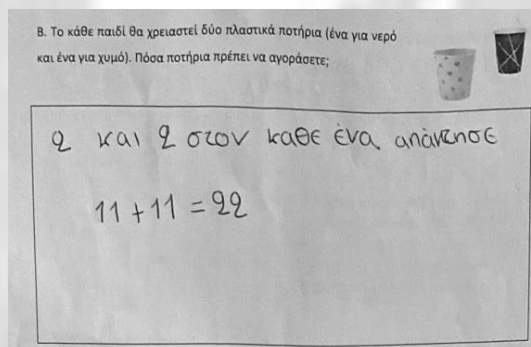 Β. Το κάθε παιδί θα χρειαστεί δύο πλαστικά ποτήρια (ένα για νερό
και ένα για χυμό). Πόσα ποτήρια πρέπει να αγοράσετε;
2 και 2 στον καθε ένα απάντησε
11 + 11 = 22